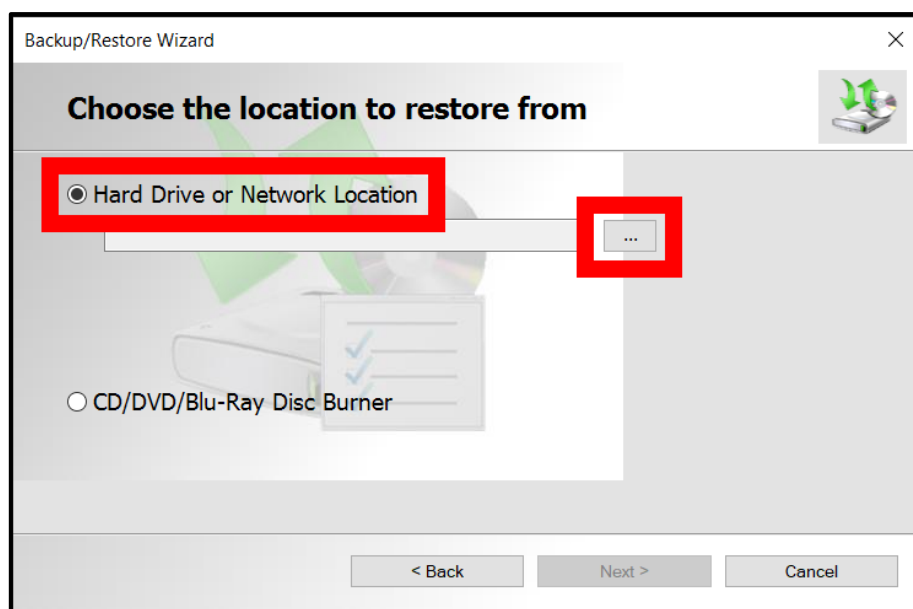 Backup/Restore Wizard
Choose the location to restore from
Hard Drive or Network Location
...
CD/DVD/Blu-Ray Disc Burner
< Back Next > Cancel